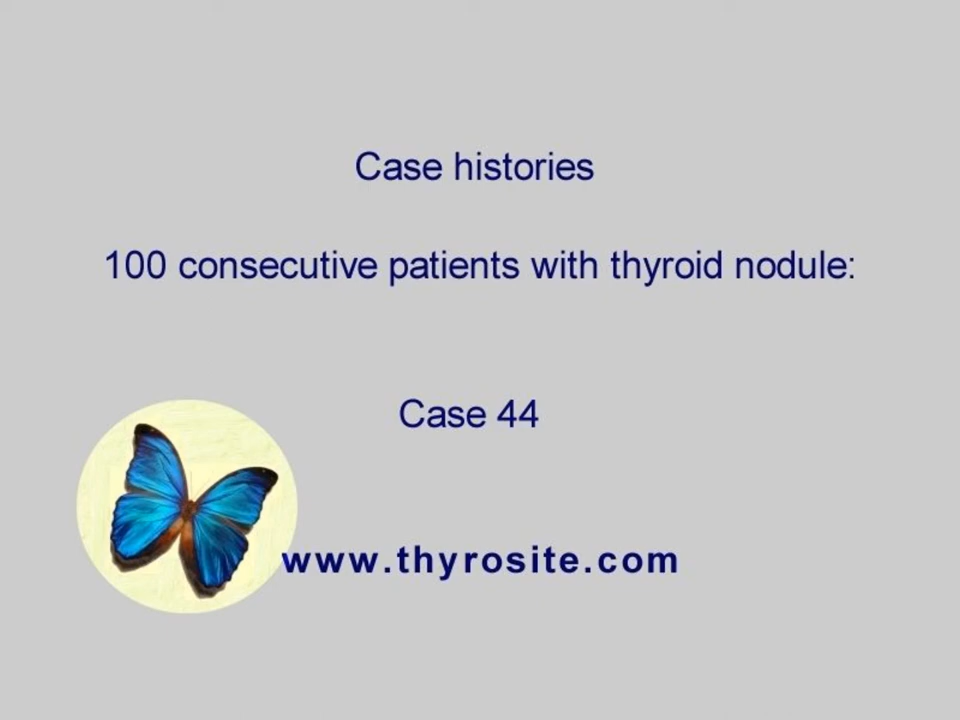 Case histories
100 consecutive patients with thyroid nodule:
Case 44
www.thyrosite.com